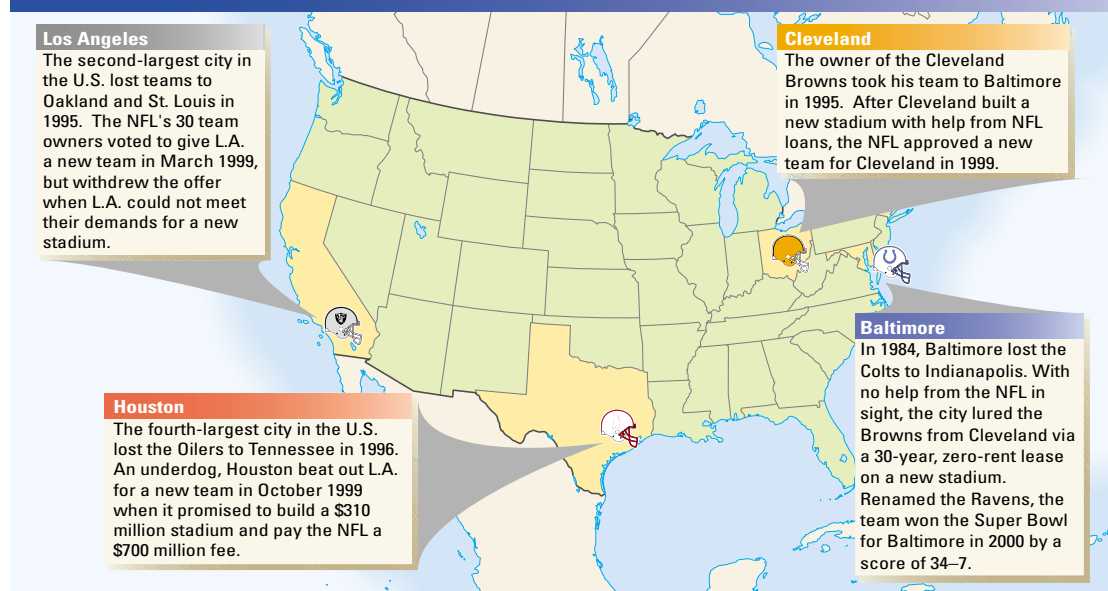 Los Angeles
The second-largest city in
the U.S. lost teams to
Oakland and St. Louis in
1995.  The NFL's 30 team
owners voted to give L.A.
a new team in March 1999,
but withdrew the offer
when L.A. could not meet
their demands for a new
stadium.
Cleveland
The owner of the Cleveland
Browns took his team to Baltimore
in 1995.  After Cleveland built a
new stadium with help from NFL
loans, the NFL approved a new
team for Cleveland in 1999.
Houston
The fourth-largest city in the U.S.
lost the Oilers to Tennessee in 1996.
An underdog, Houston beat out L.A.
for a new team in October 1999
when it promised to build a $310
million stadium and pay the NFL a
$700 million fee.
Baltimore
In 1984, Baltimore lost the
Colts to Indianapolis. With
no help from the NFL in
sight, the city lured the
Browns from Cleveland via
a 30-year, zero-rent lease
on a new stadium.
Renamed the Ravens, the
team won the Super Bowl
for Baltimore in 2000 by a
score of 34–7.